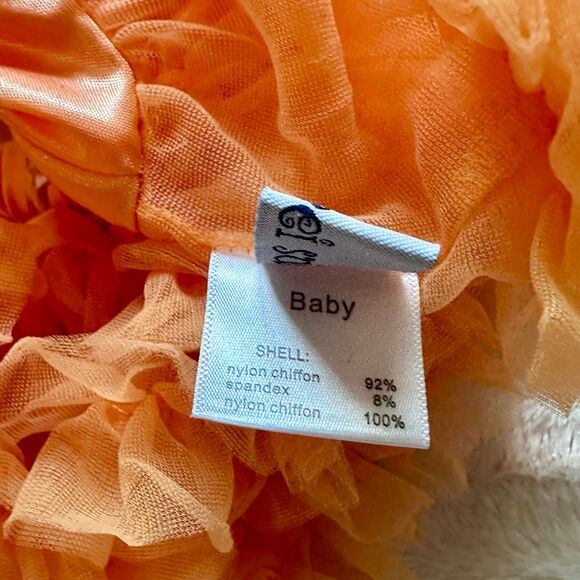 Baby
SHELL:
nylon chiffon 92%
spandex 8%
nylon chiffon 100%